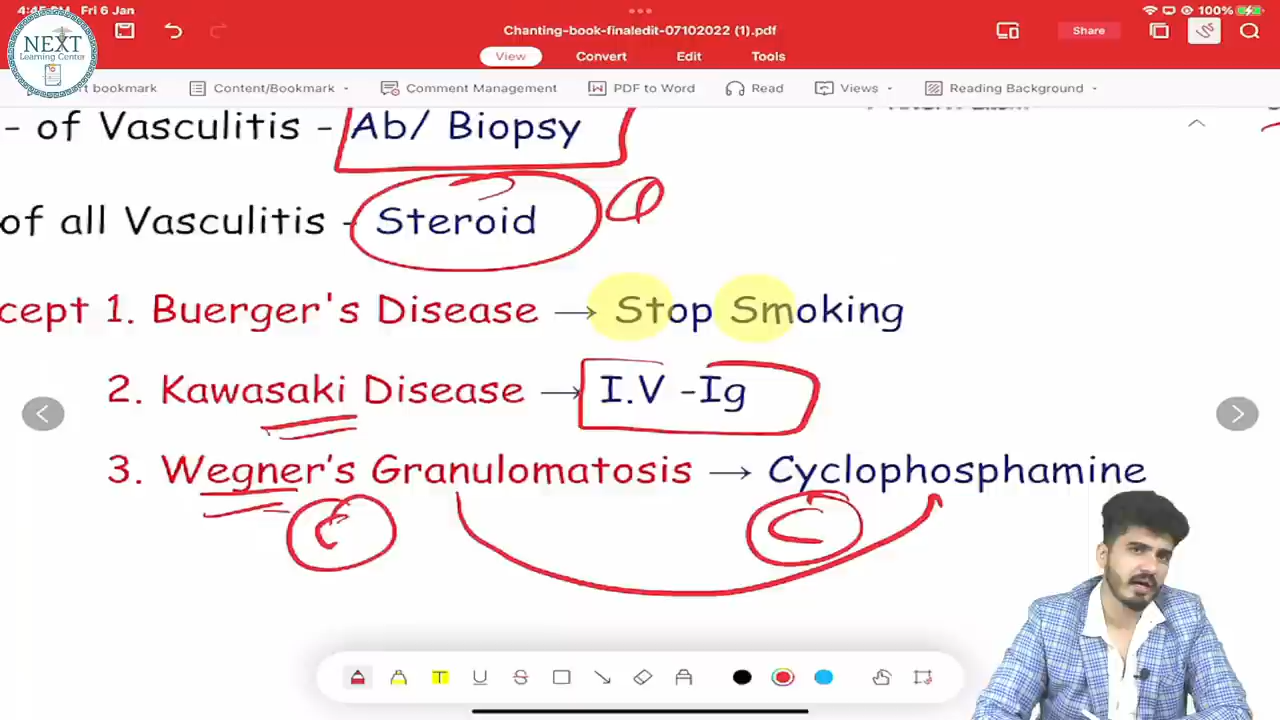 4:45 PM Fri 6 Jan
100%
NEXT
Learning Center
Chanting-book-finaledit-07102022 (1).pdf
Share
View Convert Edit Tools
bookmark Content/Bookmark Comment Management PDF to Word Read Views Reading Background
- of Vasculitis - Ab/ Biopsy
of all Vasculitis - Steroid
cept 1. Buerger's Disease → Stop Smoking
2. Kawasaki Disease → I.V -Ig
3. Wegner's Granulomatosis → Cyclophosphamine
C C
T U S A